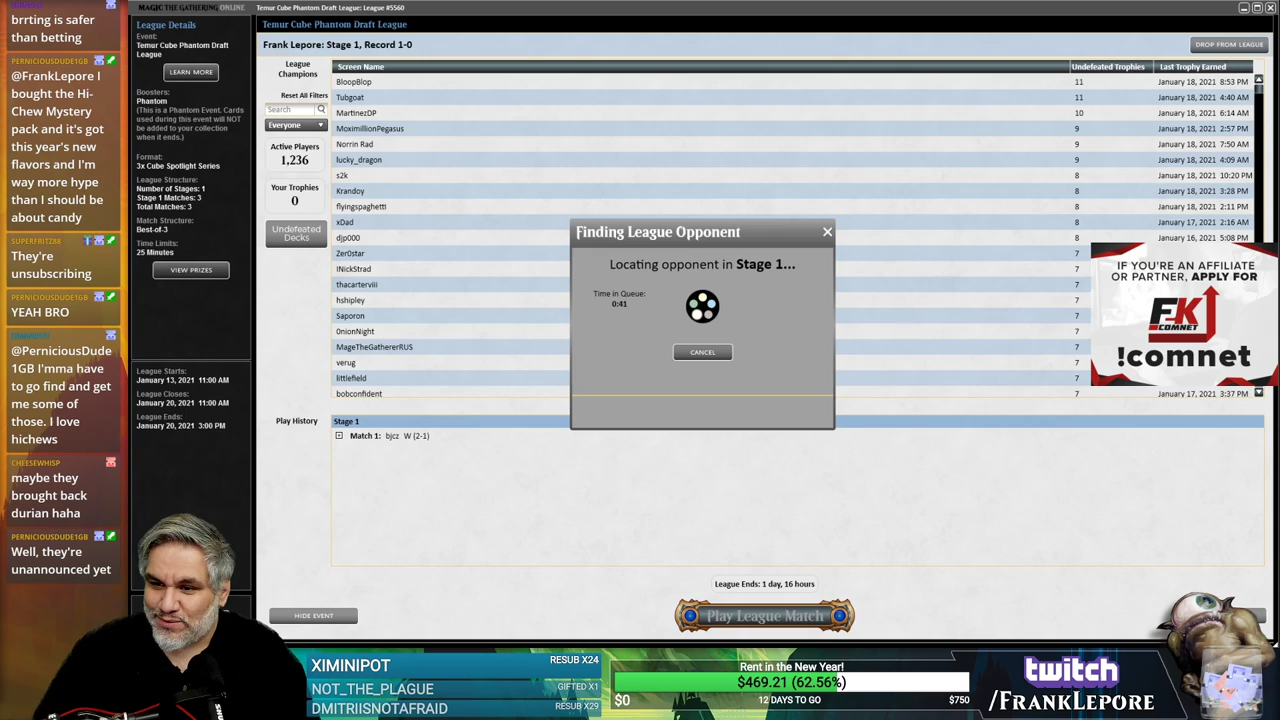 brrting is safer
than betting
PERNICIOUSDUDE1GB
@FrankLepore I
bought the Hi-
Chew Mystery
pack and it's got
this year's new
flavors and I'm
way more hype
than I should be
about candy
SUPERFRITZ88
They're
unsubscribing
PERNICIOUSDUDE1GB
YEAH BRO
@PerniciousDude
1GB I'mma have
to go find and get
me some of
those. I love
hichews
CHEESEWHISP
maybe they
brought back
durian haha
PERNICIOUSDUDE1GB
Well, they're
unannounced yet
MAGIC THE GATHERING ONLINE
Temur Cube Phantom Draft League: League #5560
League Details
Event:
Temur Cube Phantom Draft
League
LEARN MORE
Boosters:
Phantom
(This is a Phantom Event. Cards
used during this event will NOT
be added to your collection
when it ends.)
Format:
3x Cube Spotlight Series
League Structure:
Number of Stages: 1
Stage 1 Matches: 3
Total Matches: 3
Match Structure:
Best-of-3
Time Limits:
25 Minutes
VIEW PRIZES
League Starts:
January 13, 2021 11:00 AM
League Closes:
January 20, 2021 11:00 AM
League Ends:
January 20, 2021 3:00 PM
Temur Cube Phantom Draft League
Frank Lepore: Stage 1, Record 1-0
DROP FROM LEAGUE
League
Champions
Reset All Filters
Search
Everyone
Active Players
1,236
Your Trophies
0
Undefeated
Decks
Screen Name Undefeated Trophies Last Trophy Earned
BloopBlop 11 January 18, 2021 8:53 PM
Tubgoat 11 January 18, 2021 4:40 AM
MartinezDP 10 January 18, 2021 6:14 AM
MoximillionPegasus 9 January 18, 2021 2:57 PM
Norrin Rad 9 January 18, 2021 7:50 AM
lucky_dragon 9 January 18, 2021 4:09 AM
s2k 8 January 18, 2021 10:20 PM
Krandoy 8 January 18, 2021 3:28 PM
flyingspaghetti 8 January 18, 2021 2:11 PM
xDad 8 January 17, 2021 2:16 AM
djp000 8 January 16, 2021 5:08 PM
Zer0star 7
INickStrad 7
thacarterviii 7
hshipley 7
Saporon 7
0nionNight 7
MageTheGathererRUS 7
verug 7
littlefield 7
bobconfident 7 January 17, 2021 3:37 PM
Finding League Opponent
Locating opponent in Stage 1...
Time in Queue:
0:41
CANCEL
IF YOU'RE AN AFFILIATE
OR PARTNER, APPLY FOR
COMNET
!comnet
Play History
Stage 1
Match 1: bjcz W (2-1)
League Ends: 1 day, 16 hours
HIDE EVENT
Play League Match
XIMINIPOT RESUB X24
NOT_THE_PLAGUE GIFTED X1
DMITRIISNOTAFRAID RESUB X29
Rent in the New Year!
$469.21 (62.56%)
$0 12 DAYS TO GO $750
twitch
/FRANKLEPORE